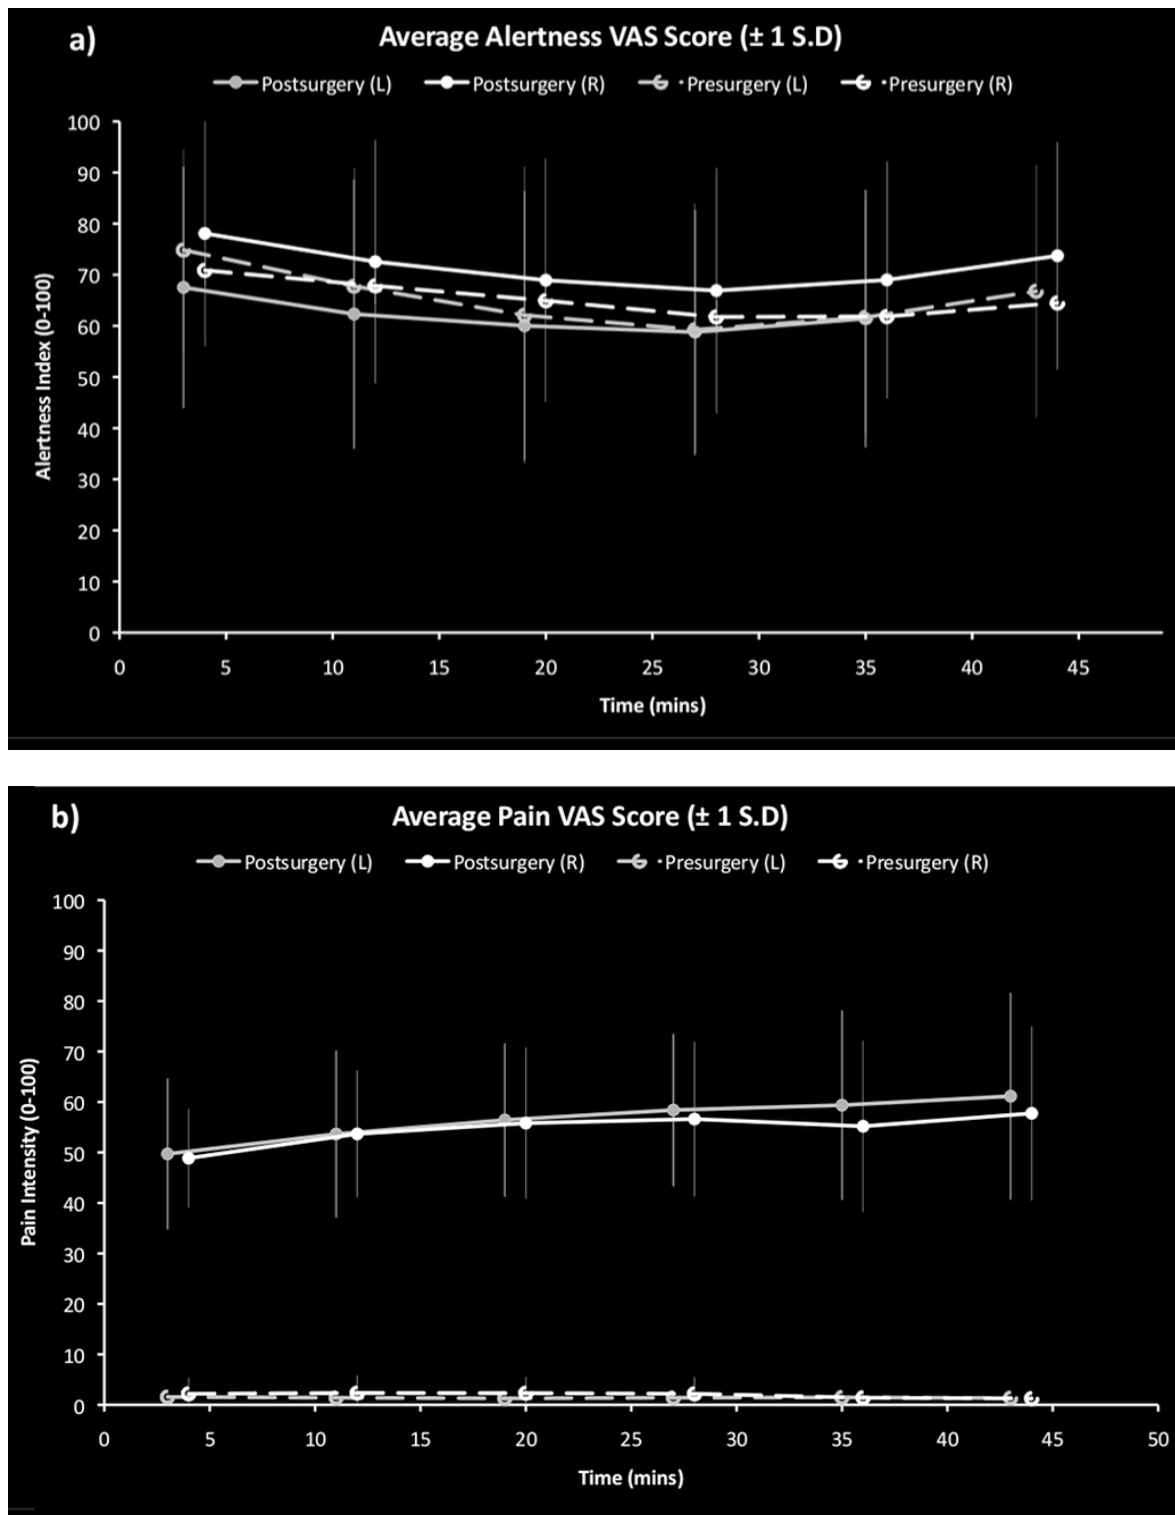 a)
Average Alertness VAS Score (± 1 S.D)
Postsurgery (L) Postsurgery (R) Presurgery (L) Presurgery (R)
100
90
80
70
60
50
40
30
20
10
0
Alertness Index (0-100)
0 5 10 15 20 25 30 35 40 45
Time (mins)
b)
Average Pain VAS Score (± 1 S.D)
Postsurgery (L) Postsurgery (R) Presurgery (L) Presurgery (R)
100
90
80
70
60
50
40
30
20
10
0
Pain Intensity (0-100)
0 5 10 15 20 25 30 35 40 45 50
Time (mins)